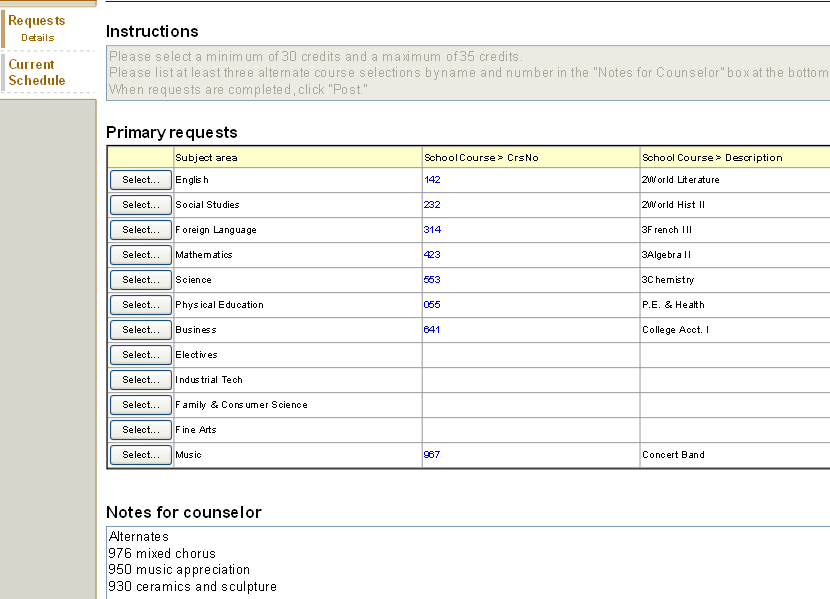 Requests
Details
Current
Schedule
Instructions
Please select a minimum of 30 credits and a maximum of 35 credits.
Please list at least three alternate course selections by name and number in the "Notes for Counselor" box at the bottom
When requests are completed, click "Post."
Primary requests
Subject area School Course > CrsNo School Course > Description
Select... English 142 2World Literature
Select... Social Studies 232 2World Hist II
Select... Foreign Language 314 3French III
Select... Mathematics 423 3Algebra II
Select... Science 553 3Chemistry
Select... Physical Education 055 P.E. & Health
Select... Business 641 College Acct. I
Select... Electives
Select... Industrial Tech
Select... Family & Consumer Science
Select... Fine Arts
Select... Music 967 Concert Band
Notes for counselor
Alternates
976 mixed chorus
950 music appreciation
930 ceramics and sculpture